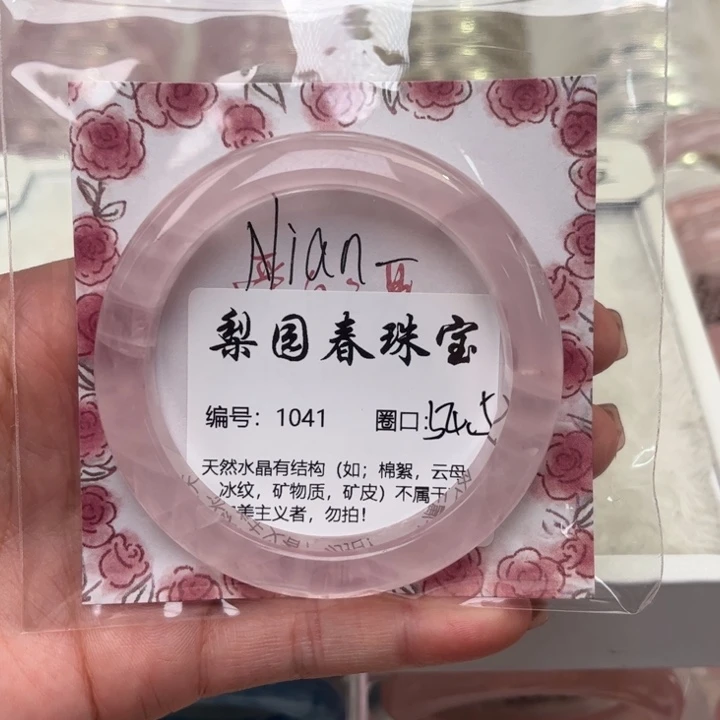 Nian
梨园春珠宝
编号：1041 圈口：54.5
天然水晶有结构（如；棉絮，云母
冰纹，矿物质，矿皮）不属于
美主义者，勿拍！